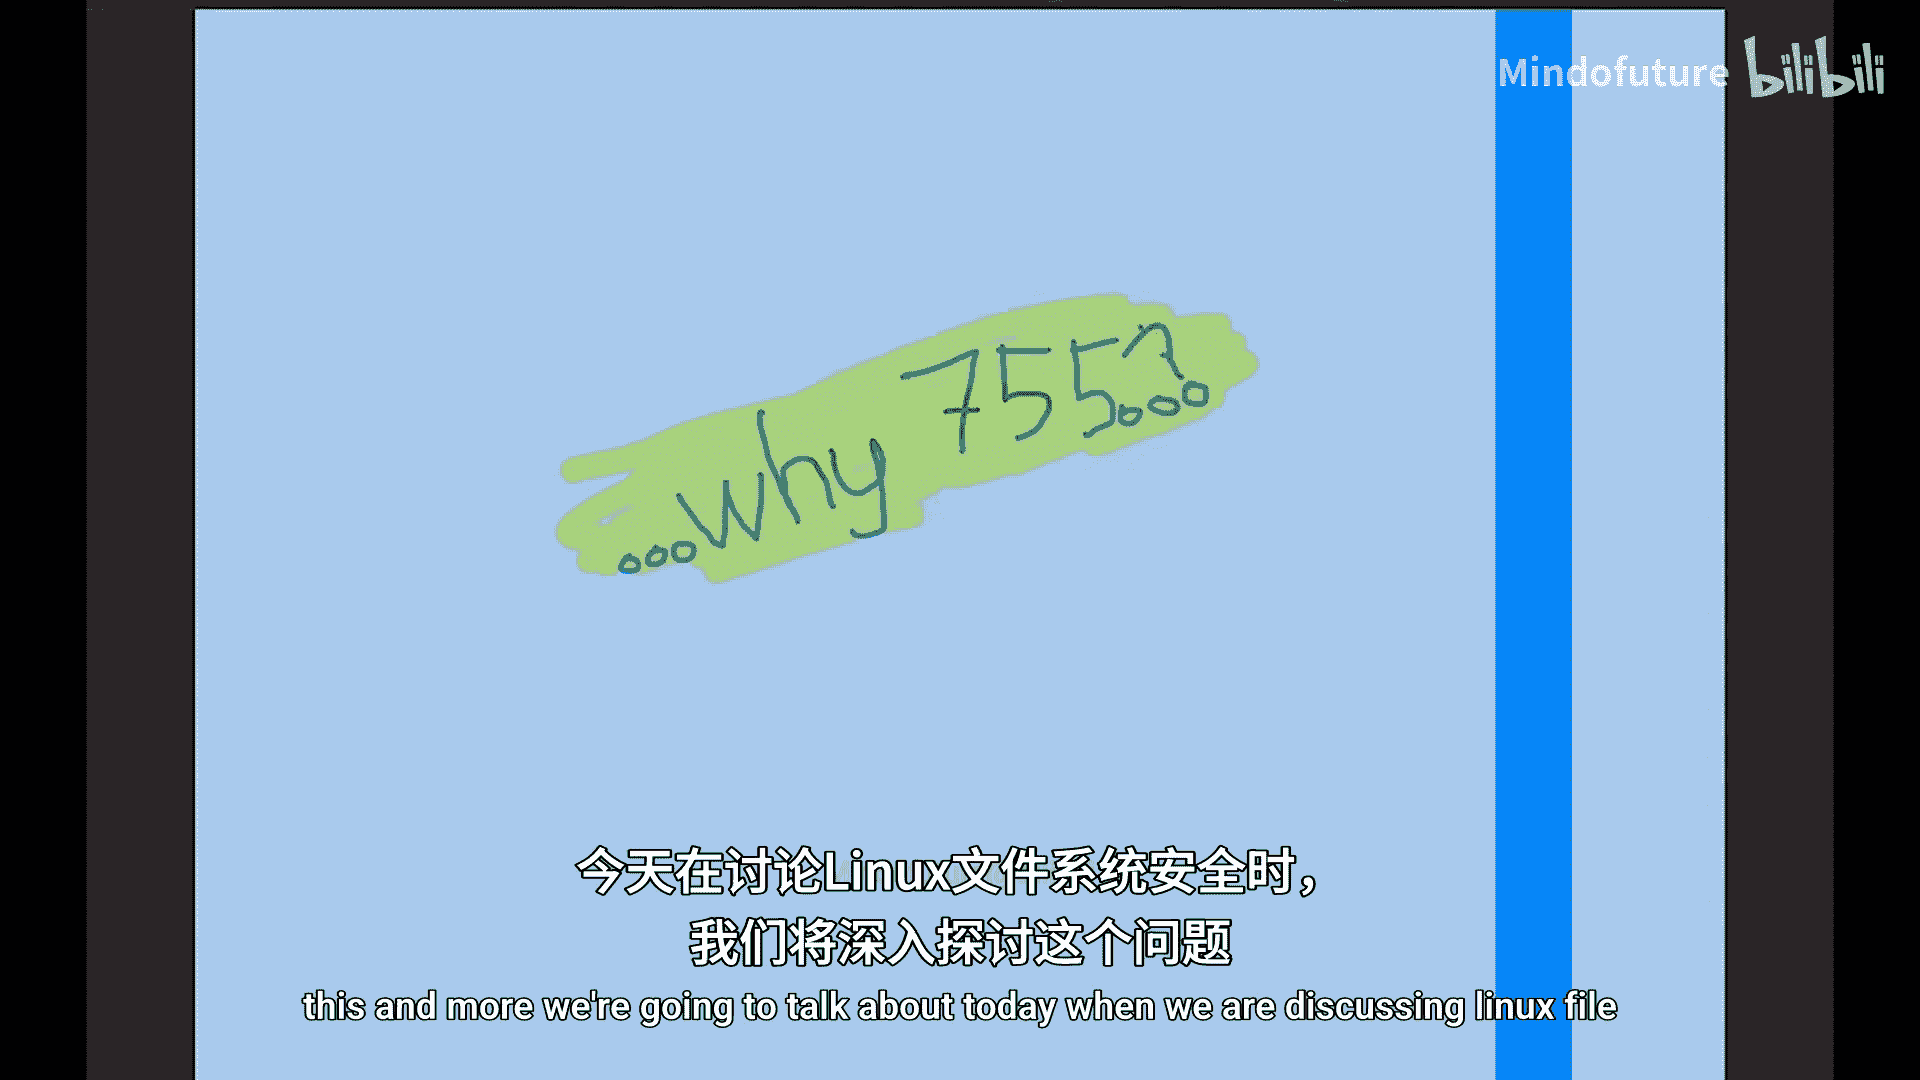 Mindofuture bilibili
...why 755?...
今天在讨论Linux文件系统安全时，
我们将深入探讨这个问题
this and more we're going to talk about today when we are discussing linux file